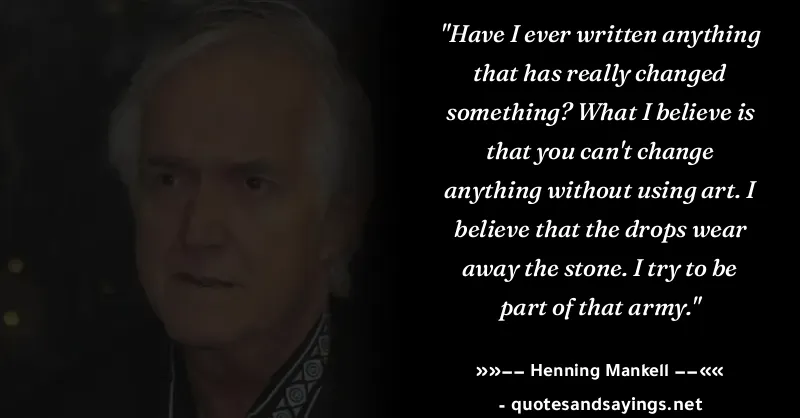 "Have I ever written anything
that has really changed
something? What I believe is
that you can't change
anything without using art. I
believe that the drops wear
away the stone. I try to be
part of that army."
»»−− Henning Mankell −−««
- quotesandsayings.net